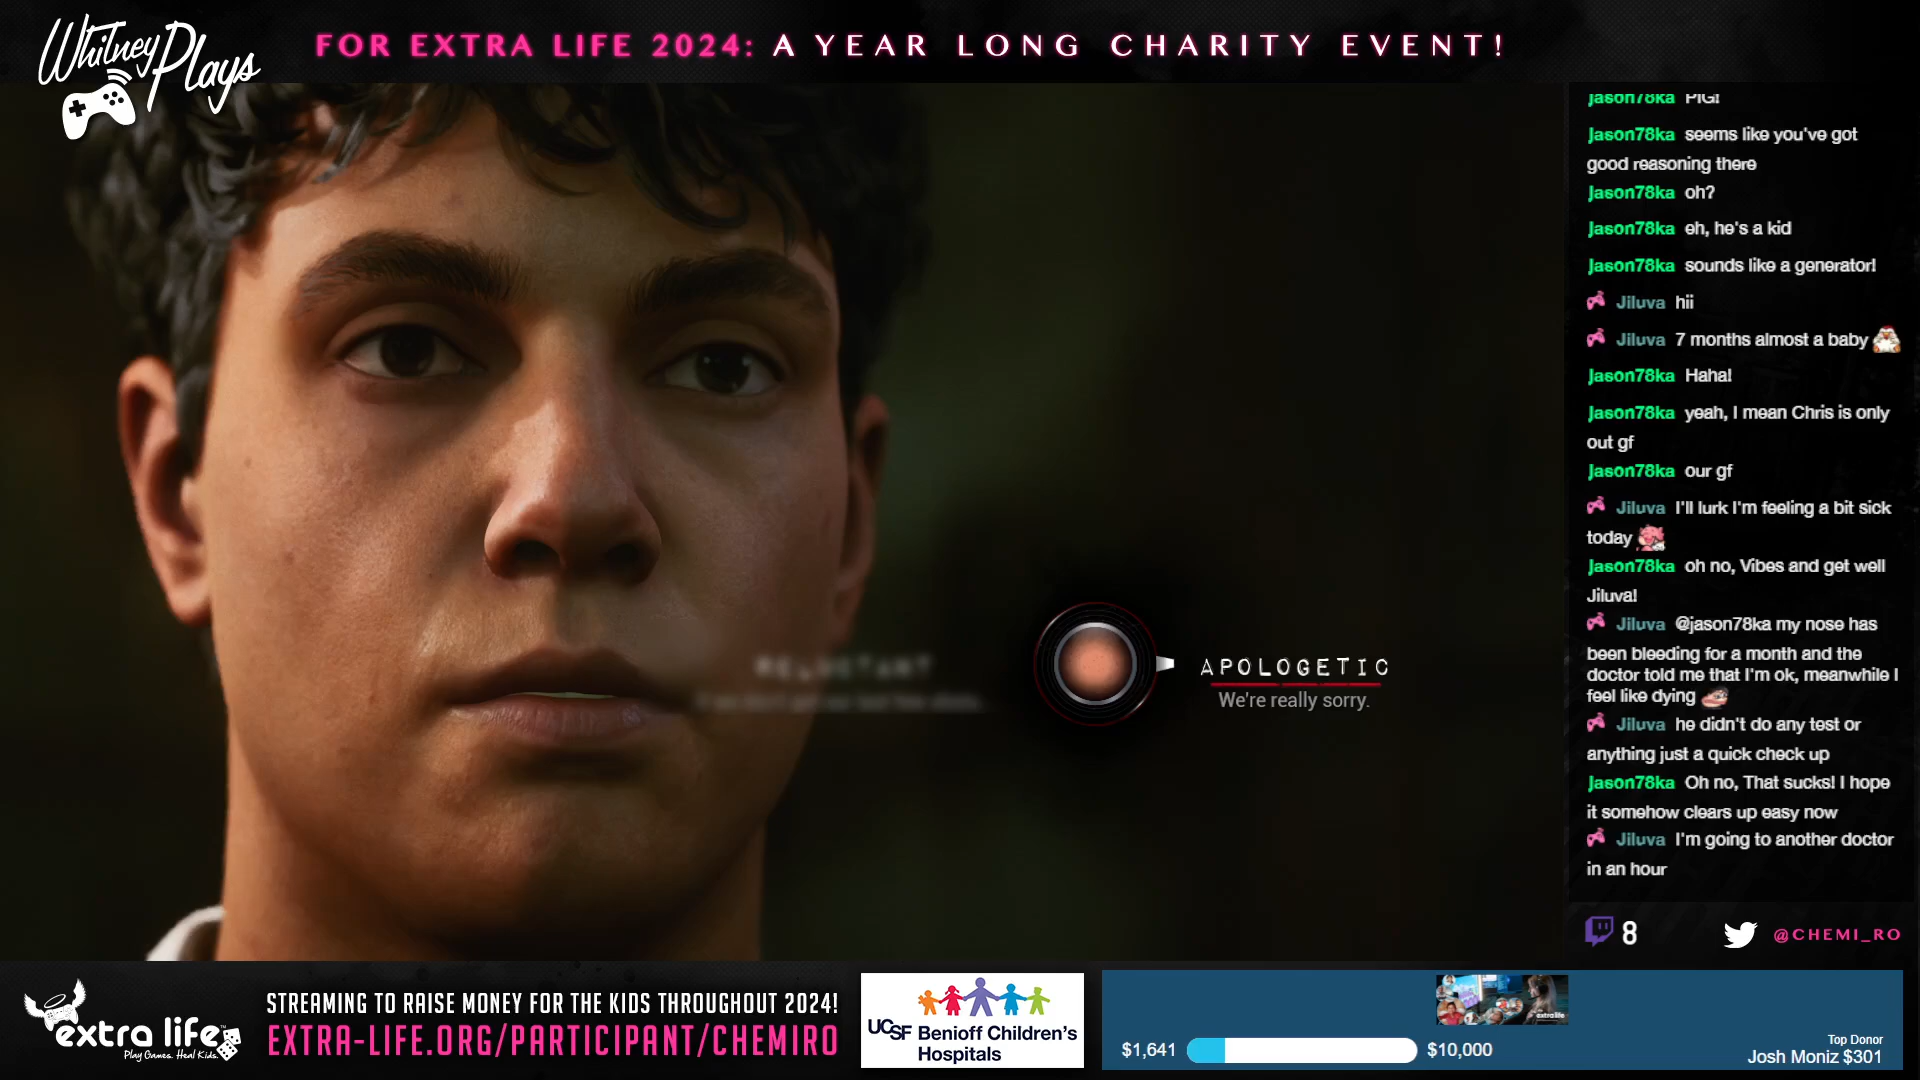 Whitney Plays
FOR EXTRA LIFE 2024: A YEAR LONG CHARITY EVENT!
Jason78ka PIG!
Jason78ka seems like you've got
good reasoning there
Jason78ka oh?
Jason78ka eh, he's a kid
Jason78ka sounds like a generator!
Jiluva hii
Jiluva 7 months almost a baby
Jason78ka Haha!
Jason78ka yeah, I mean Chris is only
out gf
Jason78ka our gf
Jiluva I'll lurk I'm feeling a bit sick
today
Jason78ka oh no, Vibes and get well
Jiluva!
Jiluva @jason78ka my nose has
been bleeding for a month and the
doctor told me that I'm ok, meanwhile I
feel like dying
Jiluva he didn't do any test or
anything just a quick check up
Jason78ka Oh no, That sucks! I hope
it somehow clears up easy now
Jiluva I'm going to another doctor
in an hour
RELUCTANT
APOLOGETIC
We're really sorry.
8
@CHEMI_RO
extra life
Play Games. Heal Kids.
STREAMING TO RAISE MONEY FOR THE KIDS THROUGHOUT 2024!
EXTRA-LIFE.ORG/PARTICIPANT/CHEMIRO
UCSF Benioff Children's
Hospitals
$1,641
$10,000
extralife
Top Donor
Josh Moniz $301